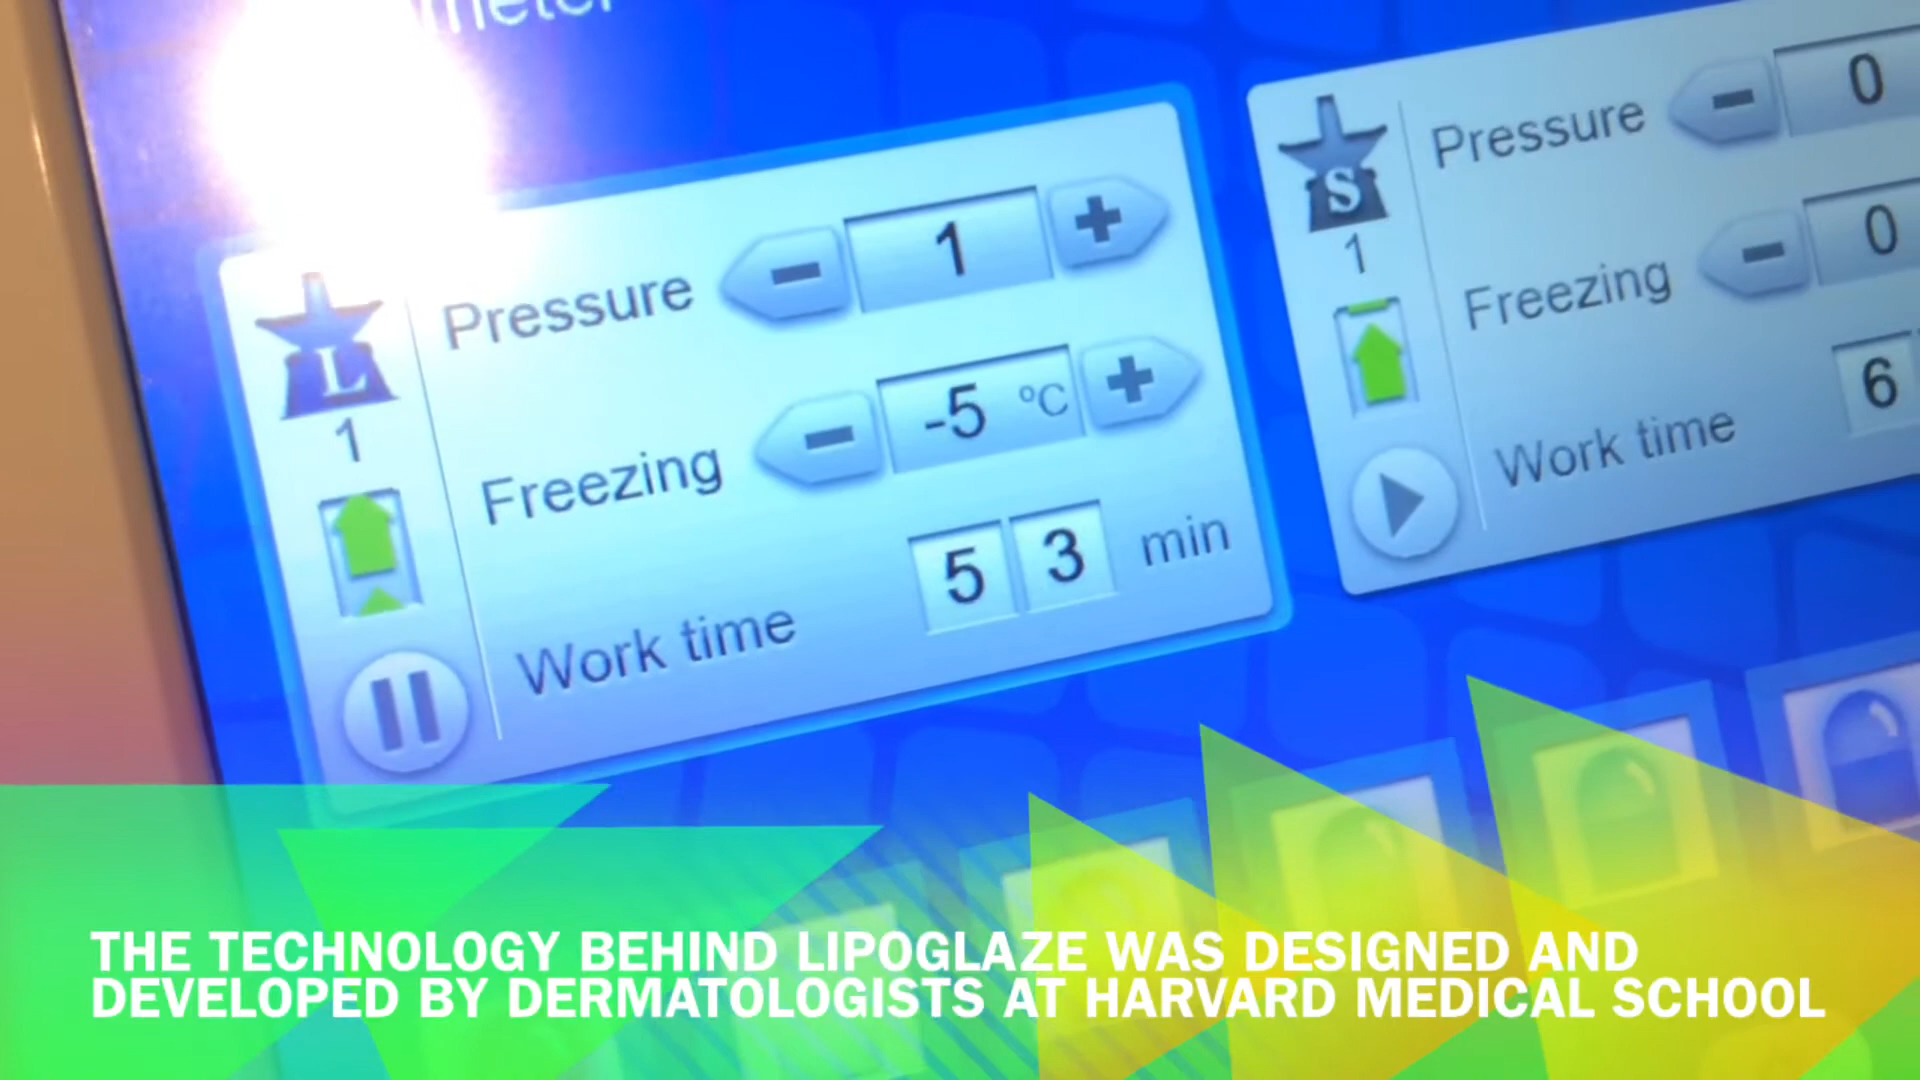 L
1
Pressure
- 1 +
Freezing
- -5 °C +
Work time
5 3 min
S
1
Pressure
- 0
Freezing
- 0
Work time
6
THE TECHNOLOGY BEHIND LIPOGLAZE WAS DESIGNED AND
DEVELOPED BY DERMATOLOGISTS AT HARVARD MEDICAL SCHOOL